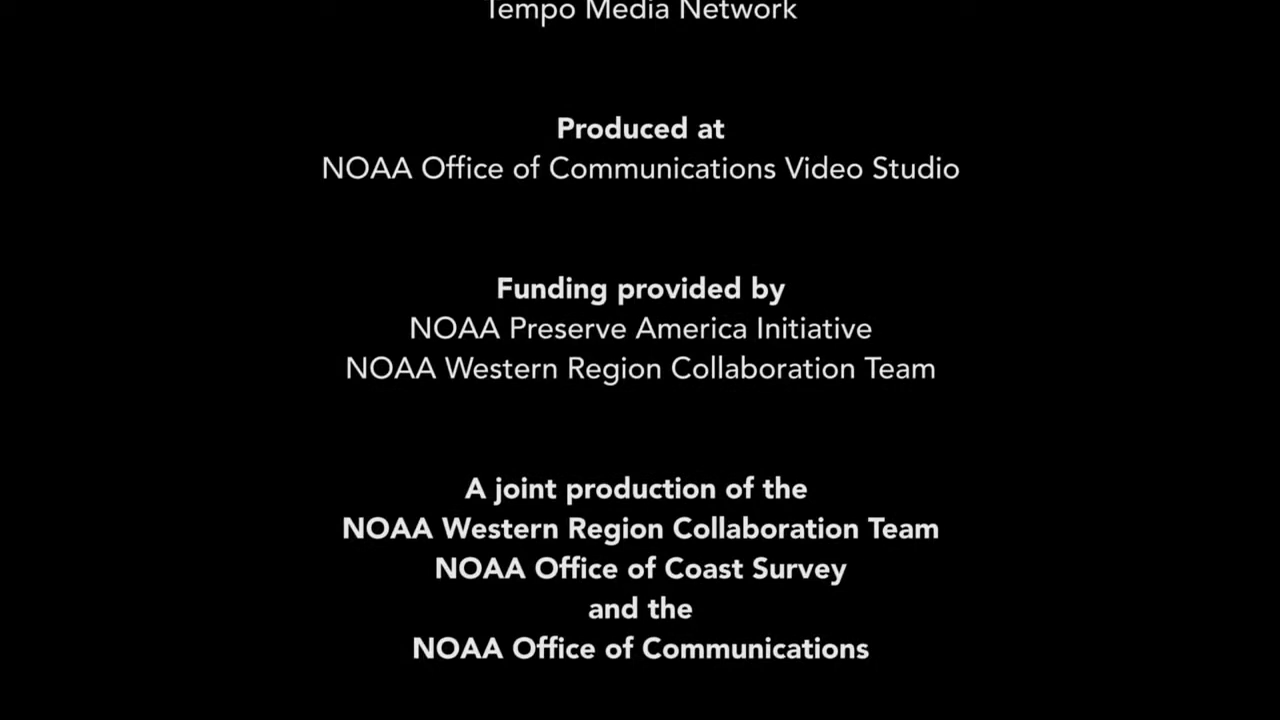 Tempo Media Network
Produced at
NOAA Office of Communications Video Studio
Funding provided by
NOAA Preserve America Initiative
NOAA Western Region Collaboration Team
A joint production of the
NOAA Western Region Collaboration Team
NOAA Office of Coast Survey
and the
NOAA Office of Communications